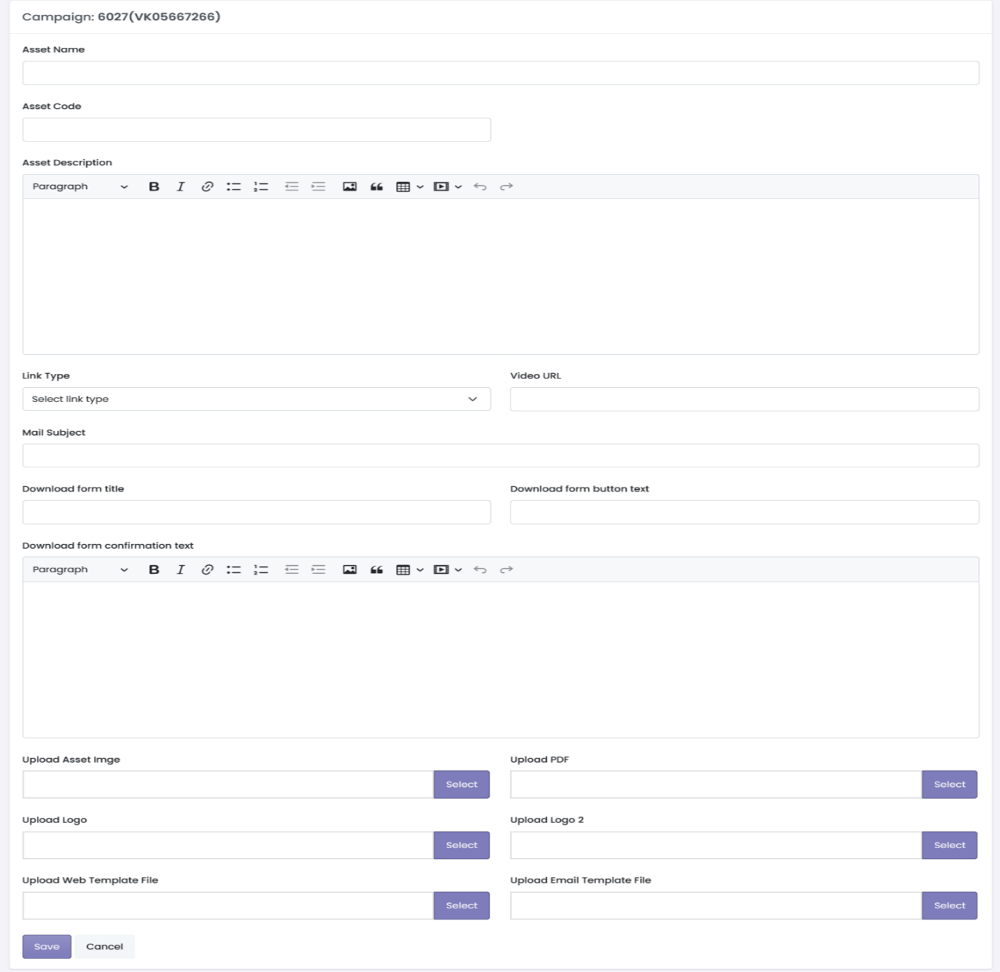 Campaign: 6027(VK05667266)
Asset Name
Asset Code
Asset Description
Paragraph
Link Type Video URL
Select link type
Mail Subject
Download form title Download form button text
Download form confirmation text
Paragraph
Upload Asset Imge Upload PDF
Select Select
Upload Logo Upload Logo 2
Select Select
Upload Web Template File Upload Email Template File
Select Select
Save Cancel